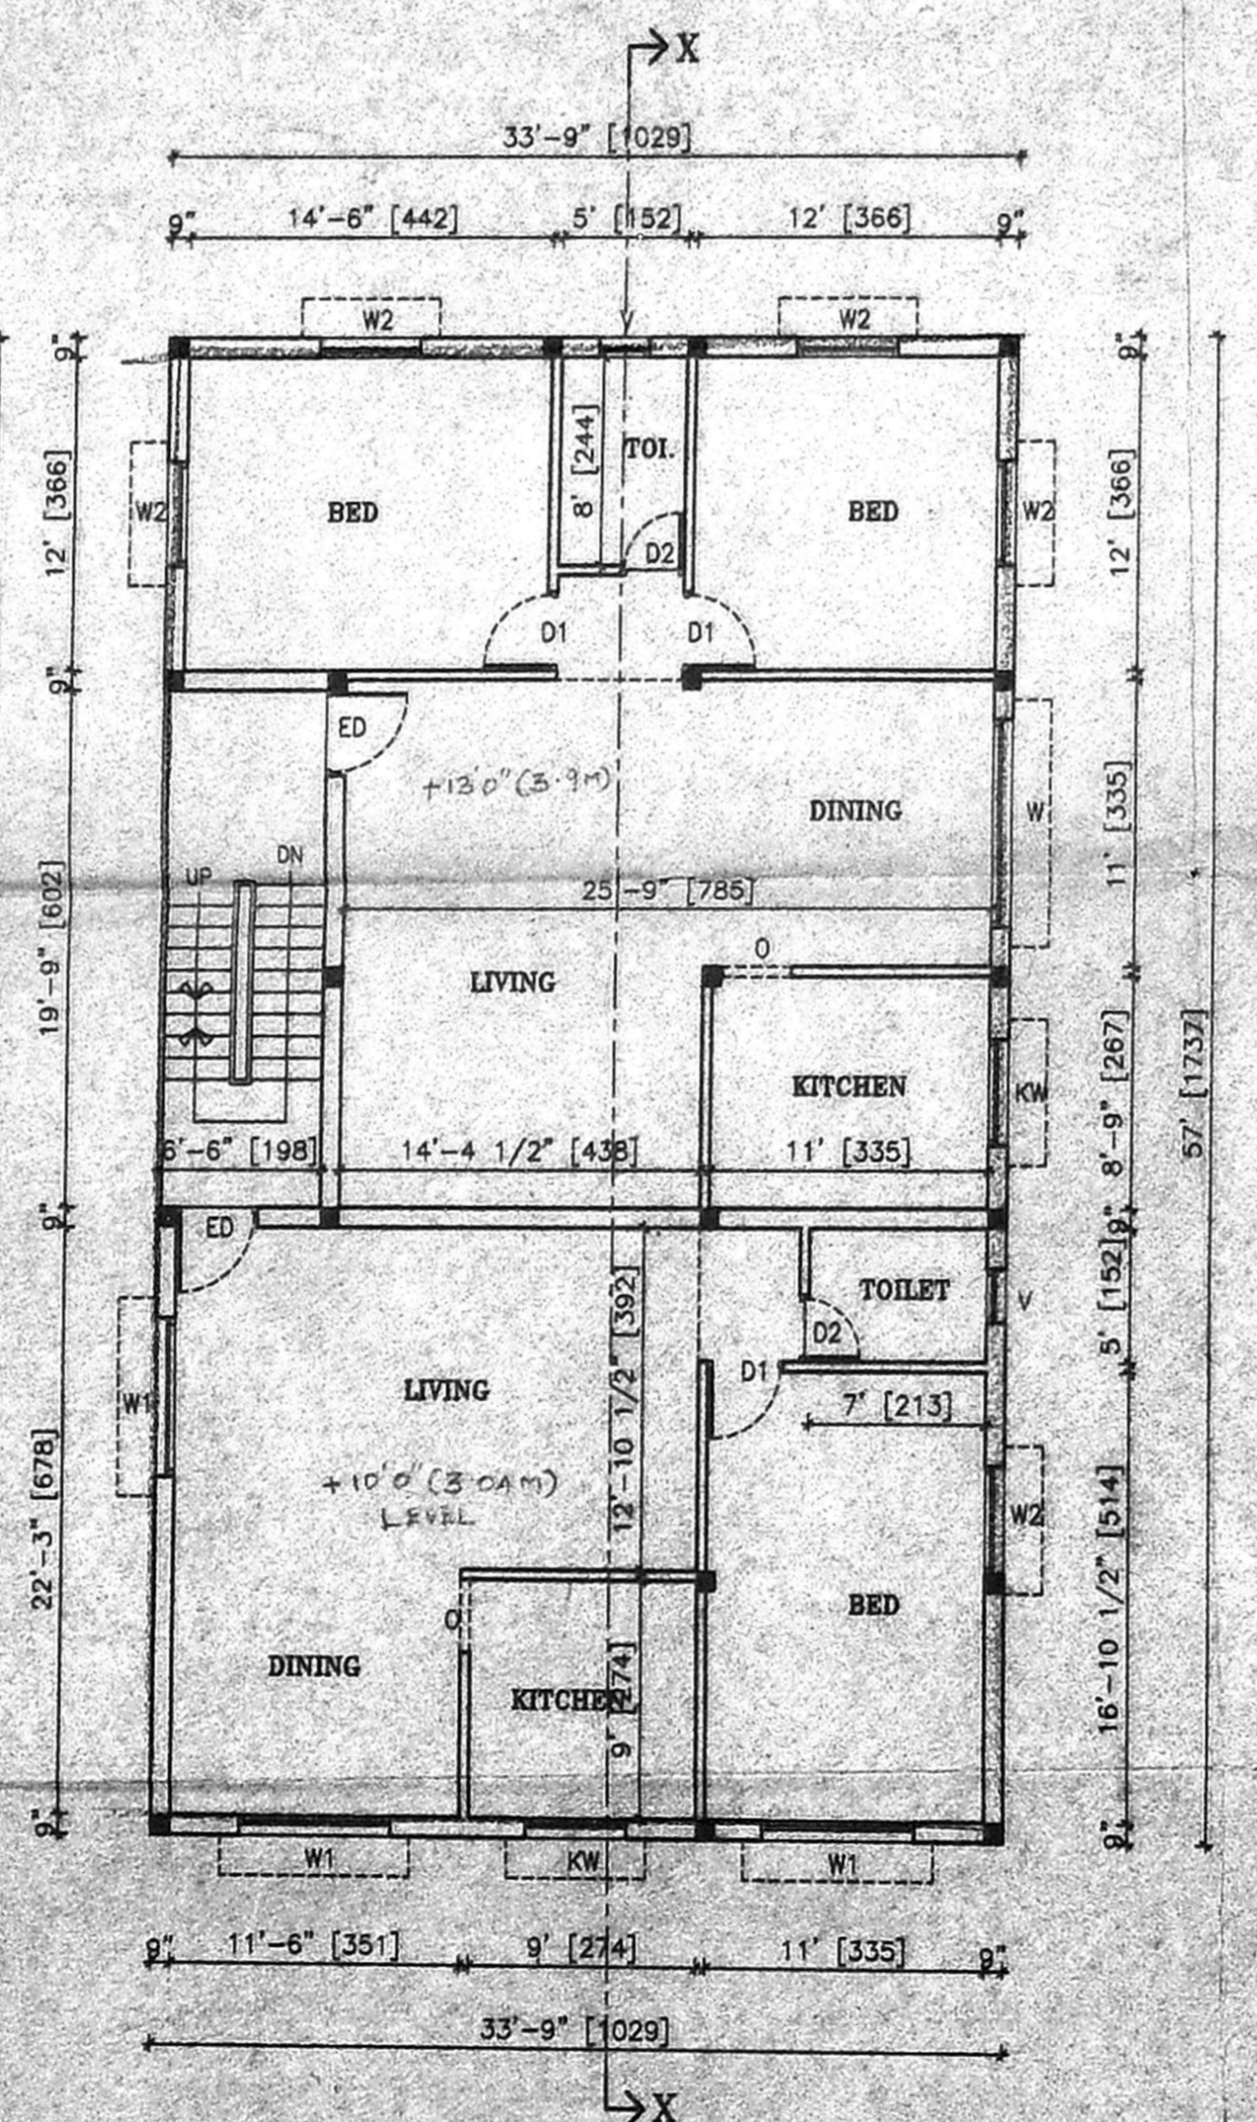 X
33'-9" [1029]
9" 14'-6" [442] 5' [152] 12' [366] 9"
W2 W2
9" 9"
8' [244]
TOI.
12' [366] W2 BED BED W2 12' [366]
D2
D1 D1
9"
ED
+13'0" (3.9M)
DINING W 11' [335]
DN
UP
25'-9" [785]
19'-9" [602]
O
LIVING
KITCHEN KW 8'-9" [267] 57' [1737]
6'-6" [198] 14'-4 1/2" [438] 11' [335]
9" ED 9"
12'-10 1/2" [392]
TOILET V 5' [152]
D2
D1
LIVING
W1
7' [213]
+10'0" (3.0AM)
LEVEL
W2
22'-3" [678] 16'-10 1/2" [514]
BED
O
DINING
KITCHEN 9' [274]
9" 9"
W1 KW W1
9" 11'-6" [351] 9' [274] 11' [335] 9"
33'-9" [1029]
X